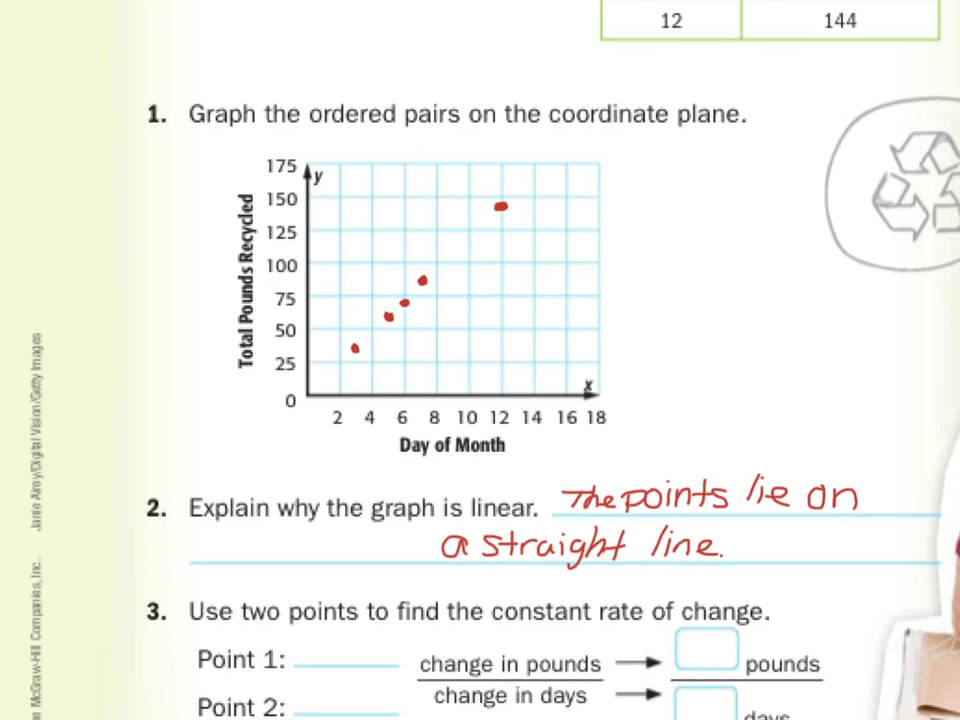 12 144
1. Graph the ordered pairs on the coordinate plane.
175
y
150
125
100
75
50
25
0
x
2 4 6 8 10 12 14 16 18
Total Pounds Recycled
Day of Month
2. Explain why the graph is linear. The points lie on
a straight line.
3. Use two points to find the constant rate of change.
Point 1: change in pounds pounds
Point 2: change in days days
McGraw-Hill Companies, Inc. Janie Airey/Digital Vision/Getty Images